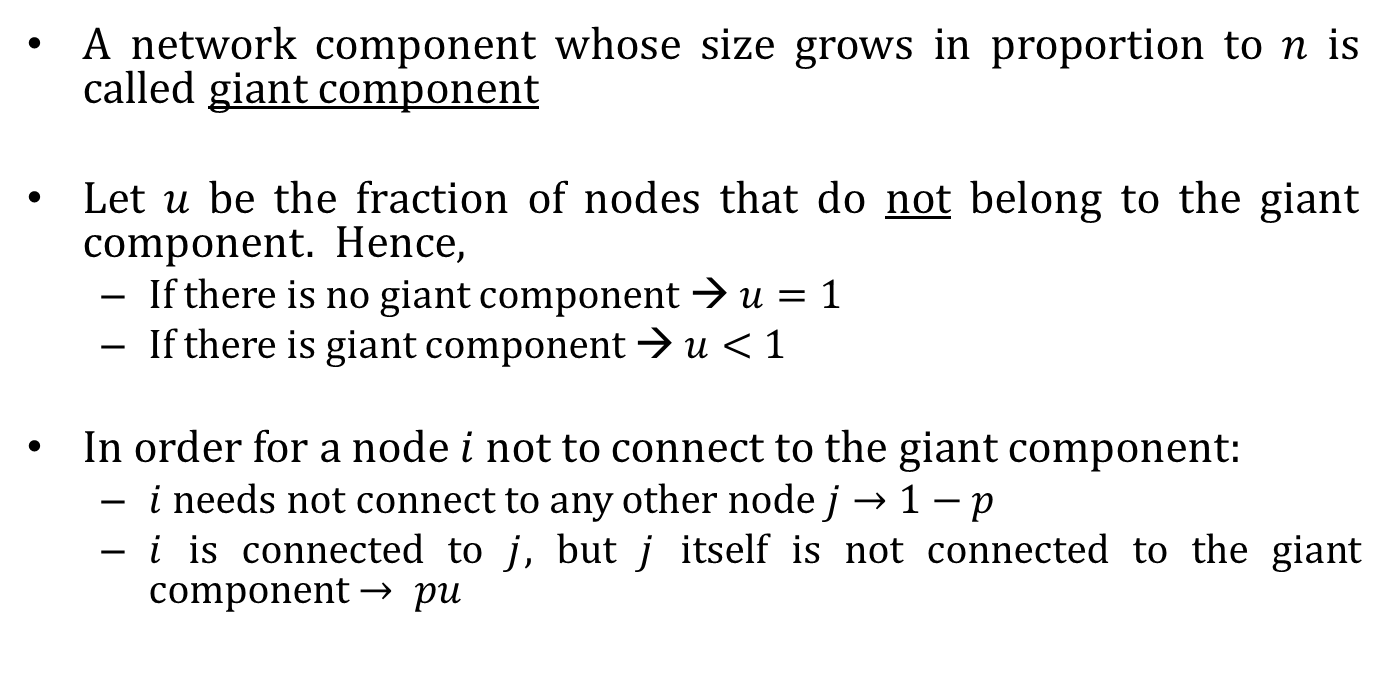 • A network component whose size grows in proportion to n is
called giant component
• Let u be the fraction of nodes that do not belong to the giant
component. Hence,
– If there is no giant component → u = 1
– If there is giant component → u < 1
• In order for a node i not to connect to the giant component:
– i needs not connect to any other node j → 1 − p
– i is connected to j, but j itself is not connected to the giant
component → pu